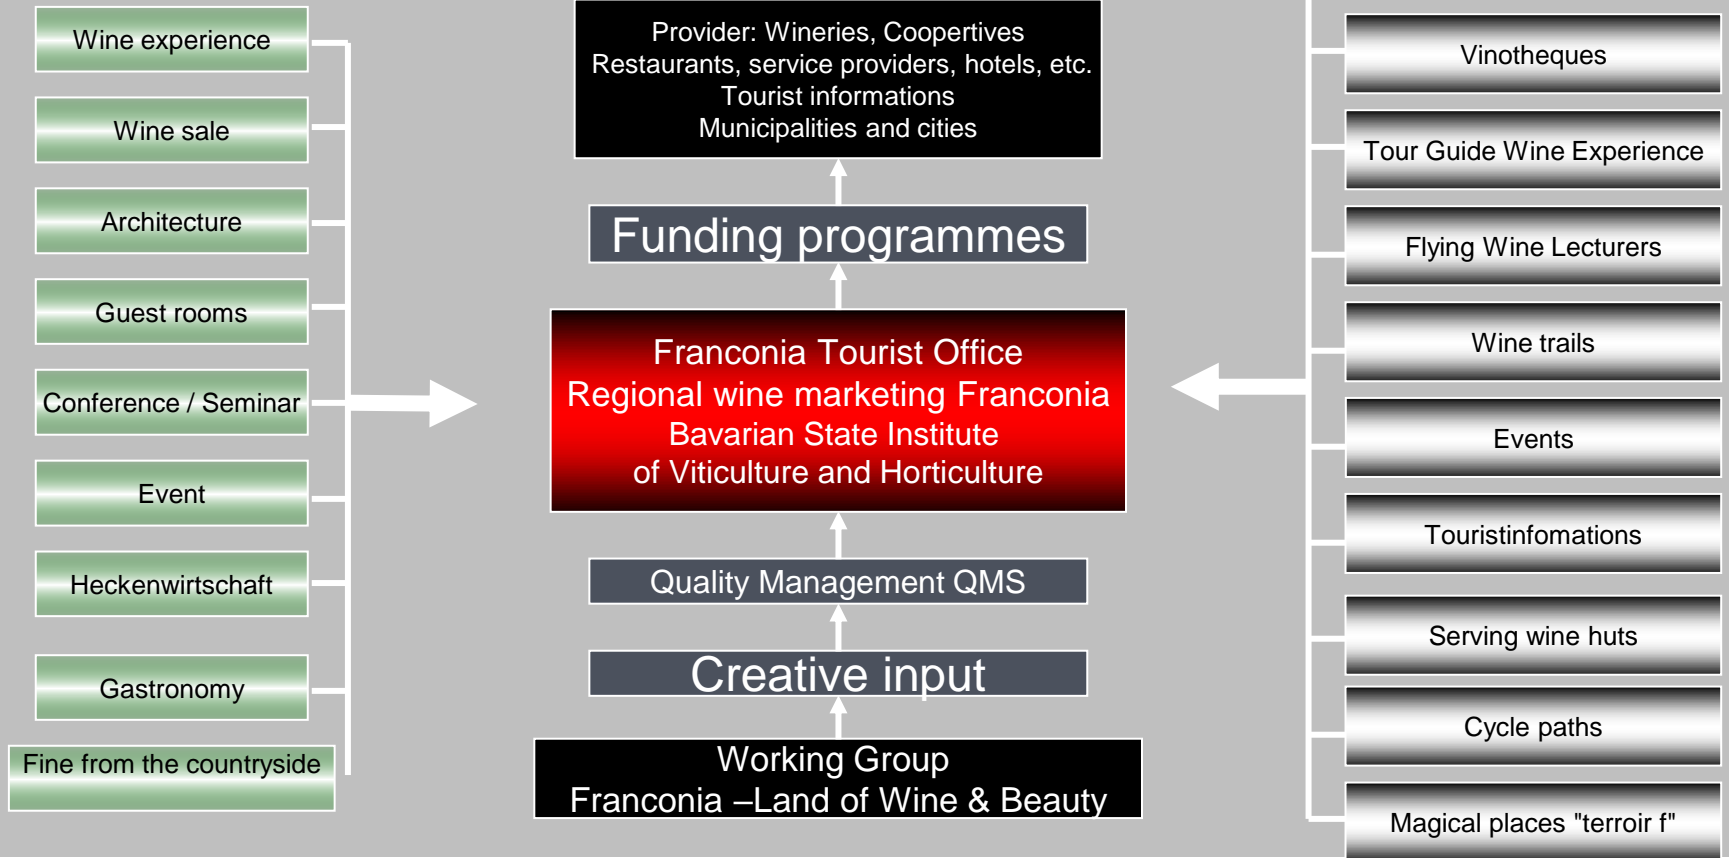 Wine experience
Wine sale
Architecture
Guest rooms
Conference / Seminar
Event
Heckenwirtschaft
Gastronomy
Fine from the countryside
Provider: Wineries, Coopertives
Restaurants, service providers, hotels, etc.
Tourist informations
Municipalities and cities
Funding programmes
Franconia Tourist Office
Regional wine marketing Franconia
Bavarian State Institute
of Viticulture and Horticulture
Quality Management QMS
Creative input
Working Group
Franconia –Land of Wine & Beauty
Vinotheques
Tour Guide Wine Experience
Flying Wine Lecturers
Wine trails
Events
Touristinfomations
Serving wine huts
Cycle paths
Magical places "terroir f"